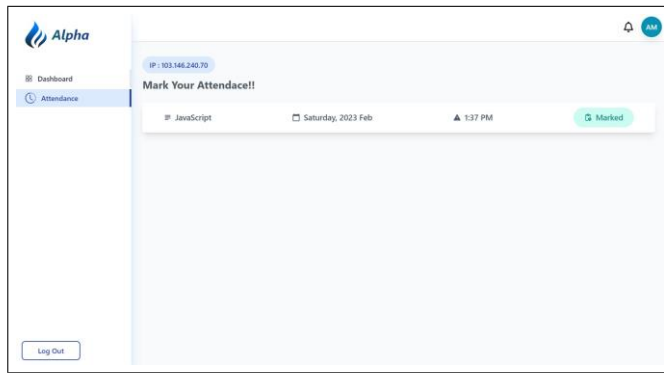 Alpha
AM
IP : 103.146.240.70
Dashboard
Mark Your Attendace!!
Attendance
JavaScript Saturday, 2023 Feb 1:37 PM Marked
Log Out